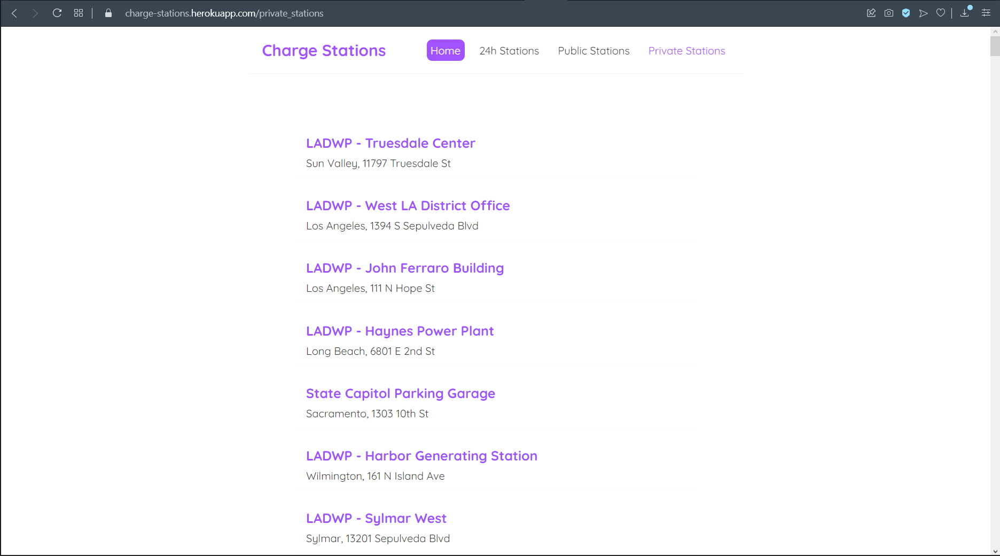 charge-stations.herokuapp.com/private_stations
Charge Stations Home 24h Stations Public Stations Private Stations
LADWP - Truesdale Center
Sun Valley, 11797 Truesdale St
LADWP - West LA District Office
Los Angeles, 1394 S Sepulveda Blvd
LADWP - John Ferraro Building
Los Angeles, 111 N Hope St
LADWP - Haynes Power Plant
Long Beach, 6801 E 2nd St
State Capitol Parking Garage
Sacramento, 1303 10th St
LADWP - Harbor Generating Station
Wilmington, 161 N Island Ave
LADWP - Sylmar West
Sylmar, 13201 Sepulveda Blvd